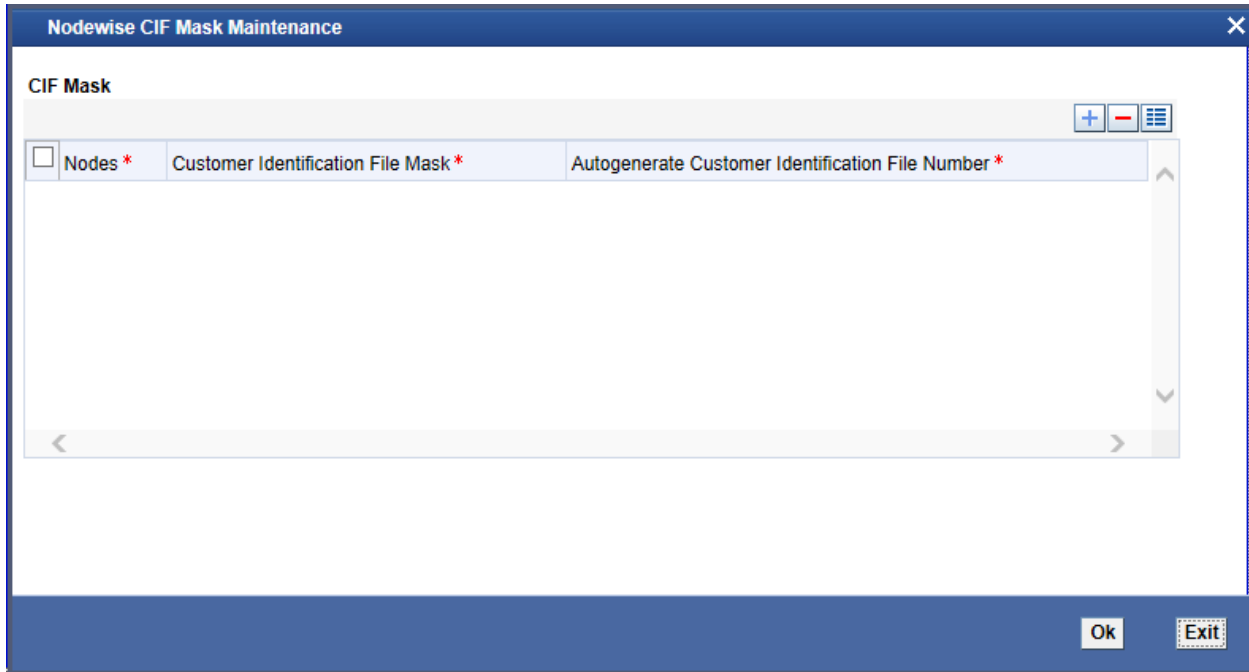 Nodewise CIF Mask Maintenance
CIF Mask
Nodes * Customer Identification File Mask * Autogenerate Customer Identification File Number *
Ok Exit